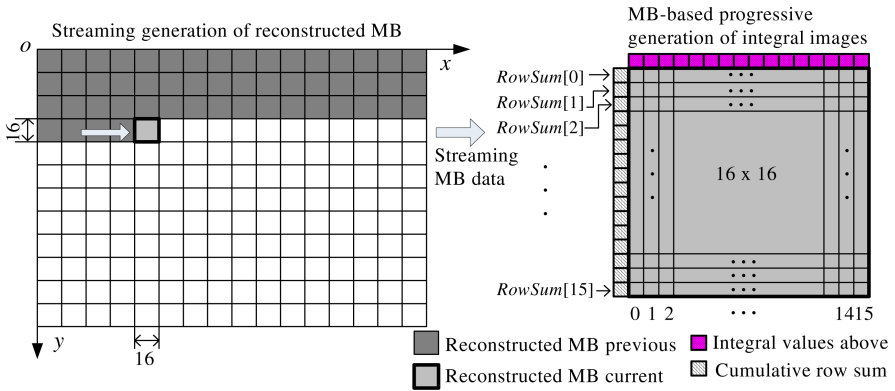 Streaming generation of reconstructed MB
MB-based progressive
generation of integral images
o
x
RowSum[0]
RowSum[1]
RowSum[2]
16
Streaming
MB data
16 x 16
RowSum[15]
0 1 2 ... 1415
y
16
Reconstructed MB previous
Reconstructed MB current
Integral values above
Cumulative row sum